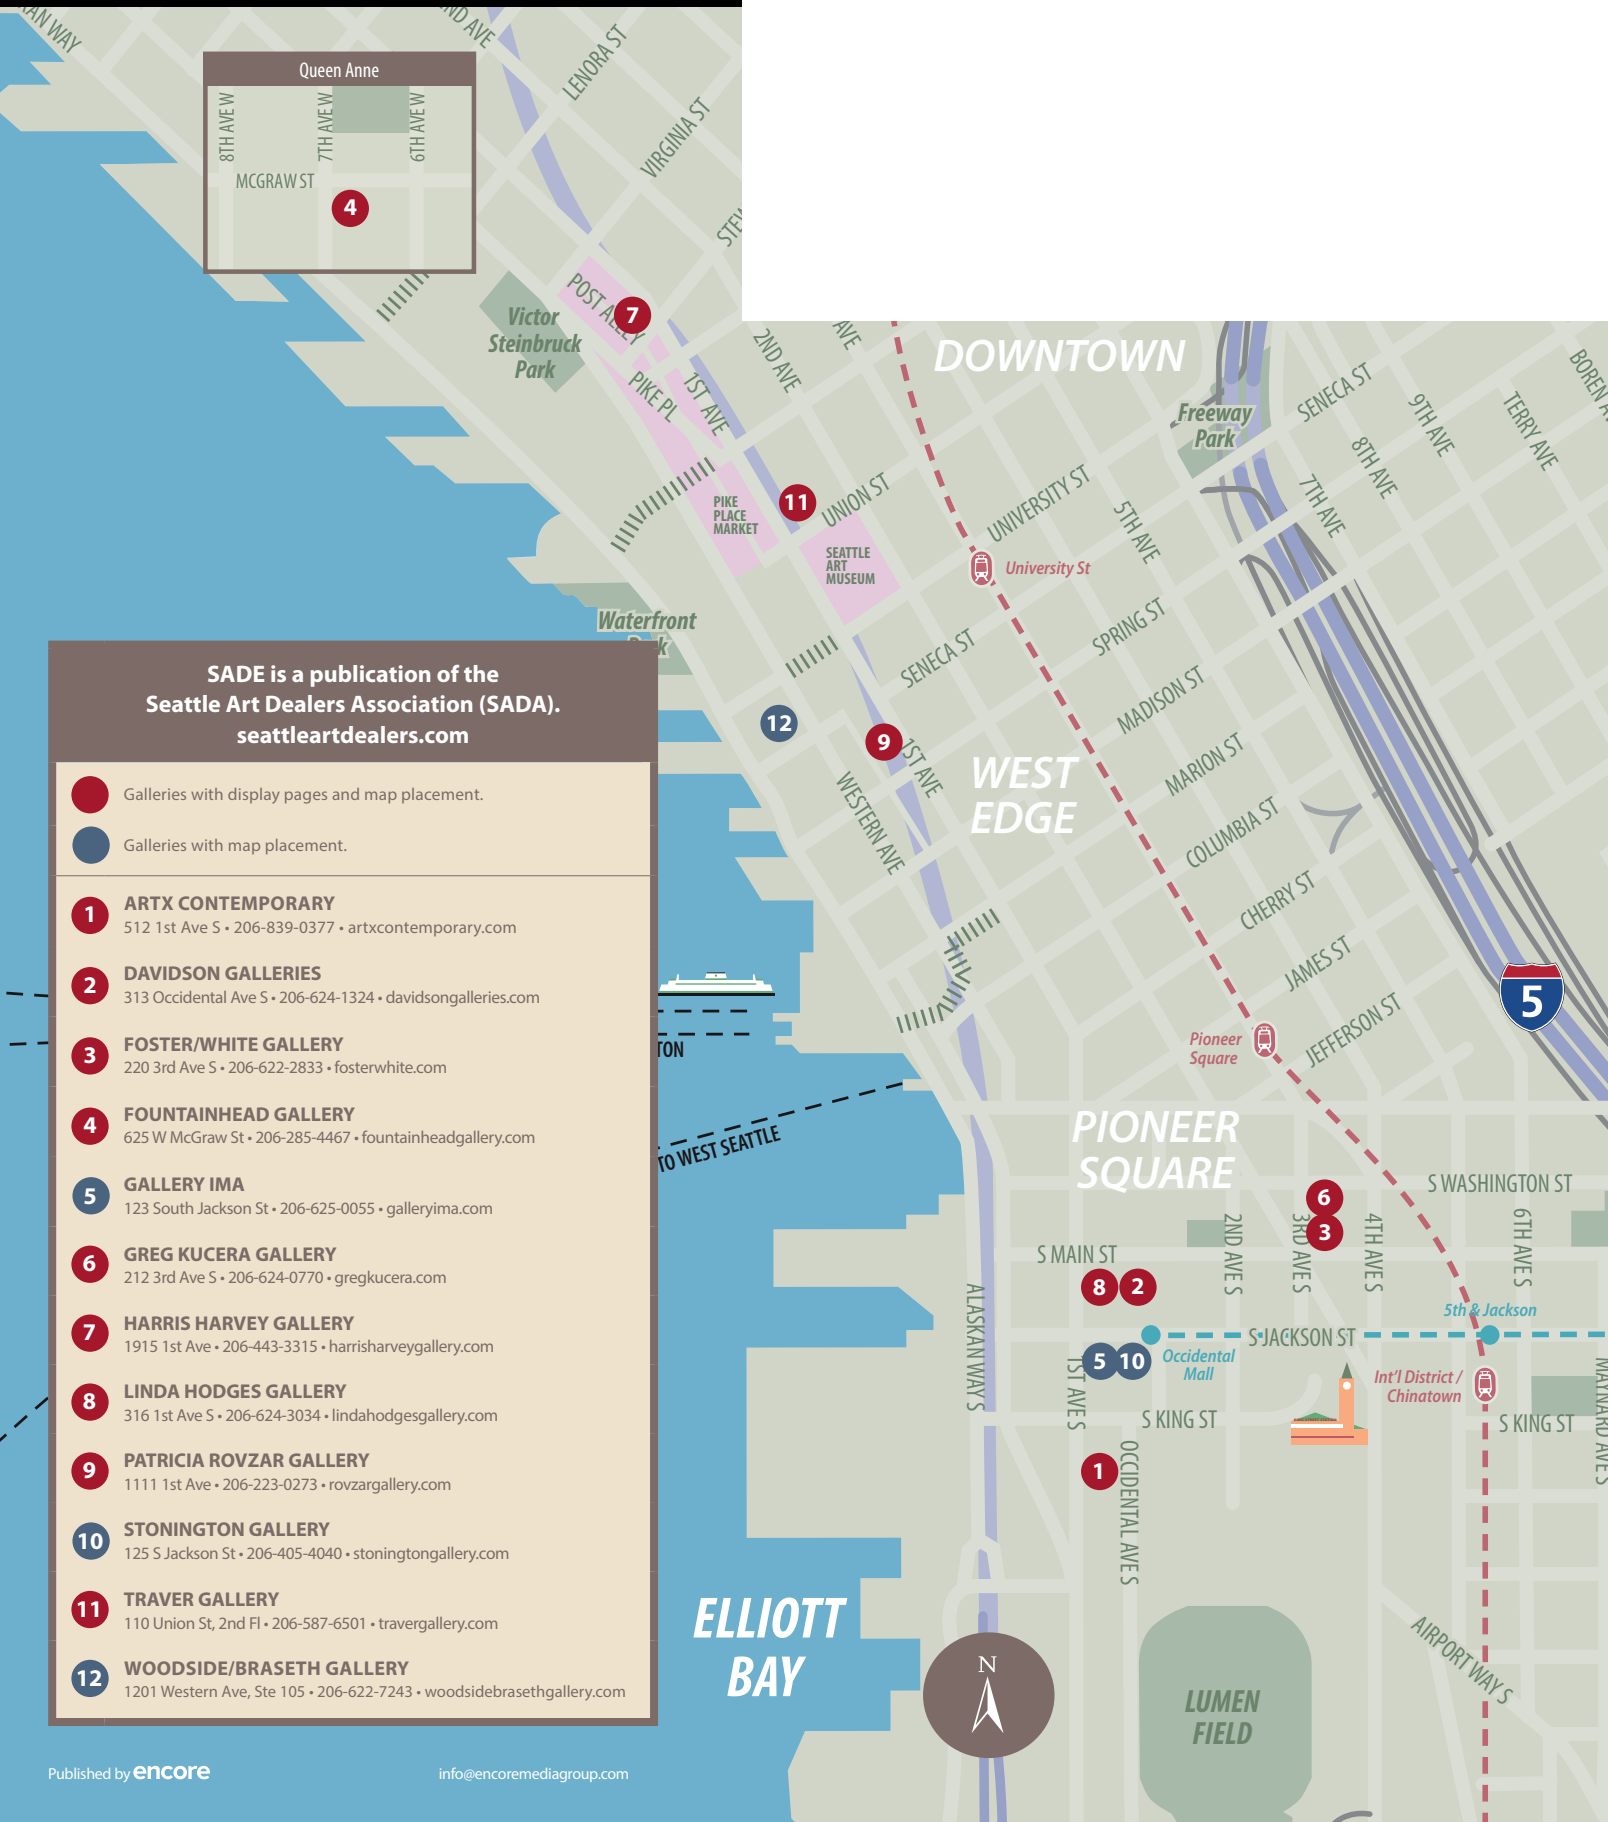 Queen Anne
8TH AVE W
7TH AVE W
6TH AVE W
MCGRAW ST
4
LENORA ST
VIRGINIA ST
POST ALLEY
7
Victor
Steinbruck
Park
PIKE PL
1ST AVE
2ND AVE
AVE
DOWNTOWN
Freeway
Park
SENECA ST
9TH AVE
TERRY AVE
8TH AVE
7TH AVE
5TH AVE
PIKE
PLACE
MARKET
11
UNION ST
SEATTLE
ART
MUSEUM
UNIVERSITY ST
University St
Waterfront
SENECA ST
SPRING ST
MADISON ST
MARION ST
COLUMBIA ST
CHERRY ST
JAMES ST
JEFFERSON ST
12
9
1ST AVE
WESTERN AVE
WEST
EDGE
5
Pioneer
Square
PIONEER
SQUARE
TO WEST SEATTLE
S WASHINGTON ST
6
3
2ND AVE S
3RD AVE S
4TH AVE S
6TH AVE S
S MAIN ST
8
2
ALASKAN WAY S
5th & Jackson
S JACKSON ST
5
10
Occidental
Mall
1ST AVE S
Int'l District /
Chinatown
MAYNARD AVE S
S KING ST
S KING ST
1
OCCIDENTAL AVE S
AIRPORT WAY S
ELLIOTT
BAY
N
LUMEN
FIELD
SADE is a publication of the
Seattle Art Dealers Association (SADA).
seattleartdealers.com
Galleries with display pages and map placement.
Galleries with map placement.
1 ARTX CONTEMPORARY
512 1st Ave S • 206-839-0377 • artxcontemporary.com
2 DAVIDSON GALLERIES
313 Occidental Ave S • 206-624-1324 • davidsongalleries.com
3 FOSTER/WHITE GALLERY
220 3rd Ave S • 206-622-2833 • fosterwhite.com
4 FOUNTAINHEAD GALLERY
625 W McGraw St • 206-285-4467 • fountainheadgallery.com
5 GALLERY IMA
123 South Jackson St • 206-625-0055 • galleryima.com
6 GREG KUCERA GALLERY
212 3rd Ave S • 206-624-0770 • gregkucera.com
7 HARRIS HARVEY GALLERY
1915 1st Ave • 206-443-3315 • harrisharveygallery.com
8 LINDA HODGES GALLERY
316 1st Ave S • 206-624-3034 • lindahodgesgallery.com
9 PATRICIA ROVZAR GALLERY
1111 1st Ave • 206-223-0273 • rovzargallery.com
10 STONINGTON GALLERY
125 S Jackson St • 206-405-4040 • stoningtongallery.com
11 TRAVER GALLERY
110 Union St, 2nd Fl • 206-587-6501 • travergallery.com
12 WOODSIDE/BRASETH GALLERY
1201 Western Ave, Ste 105 • 206-622-7243 • woodsidebrasethgallery.com
Published by encore
info@encoremediagroup.com